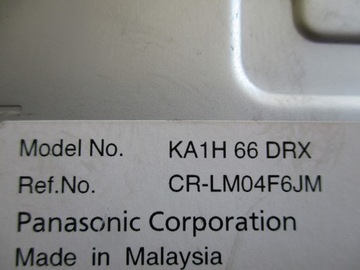 Model No. KA1H 66 DRX
Ref.No. CR-LM04F6JM
Panasonic Corporation
Made in Malaysia